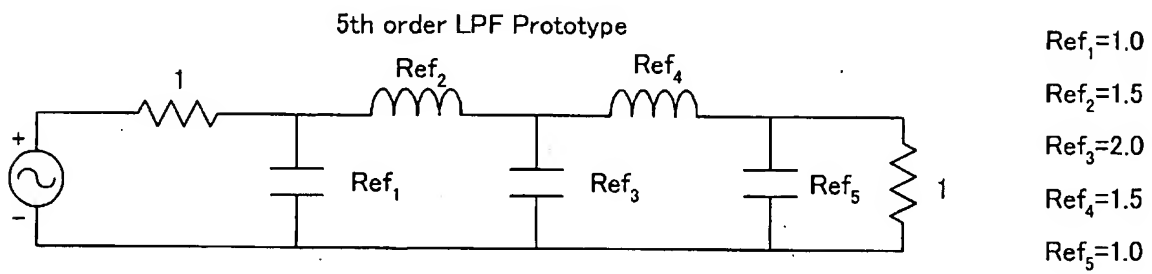 5th order LPF Prototype
Ref₁=1.0
Ref₂=1.5
Ref₃=2.0
Ref₄=1.5
Ref₅=1.0
1
Ref₂
Ref₄
+
-
Ref₁
Ref₃
Ref₅
1